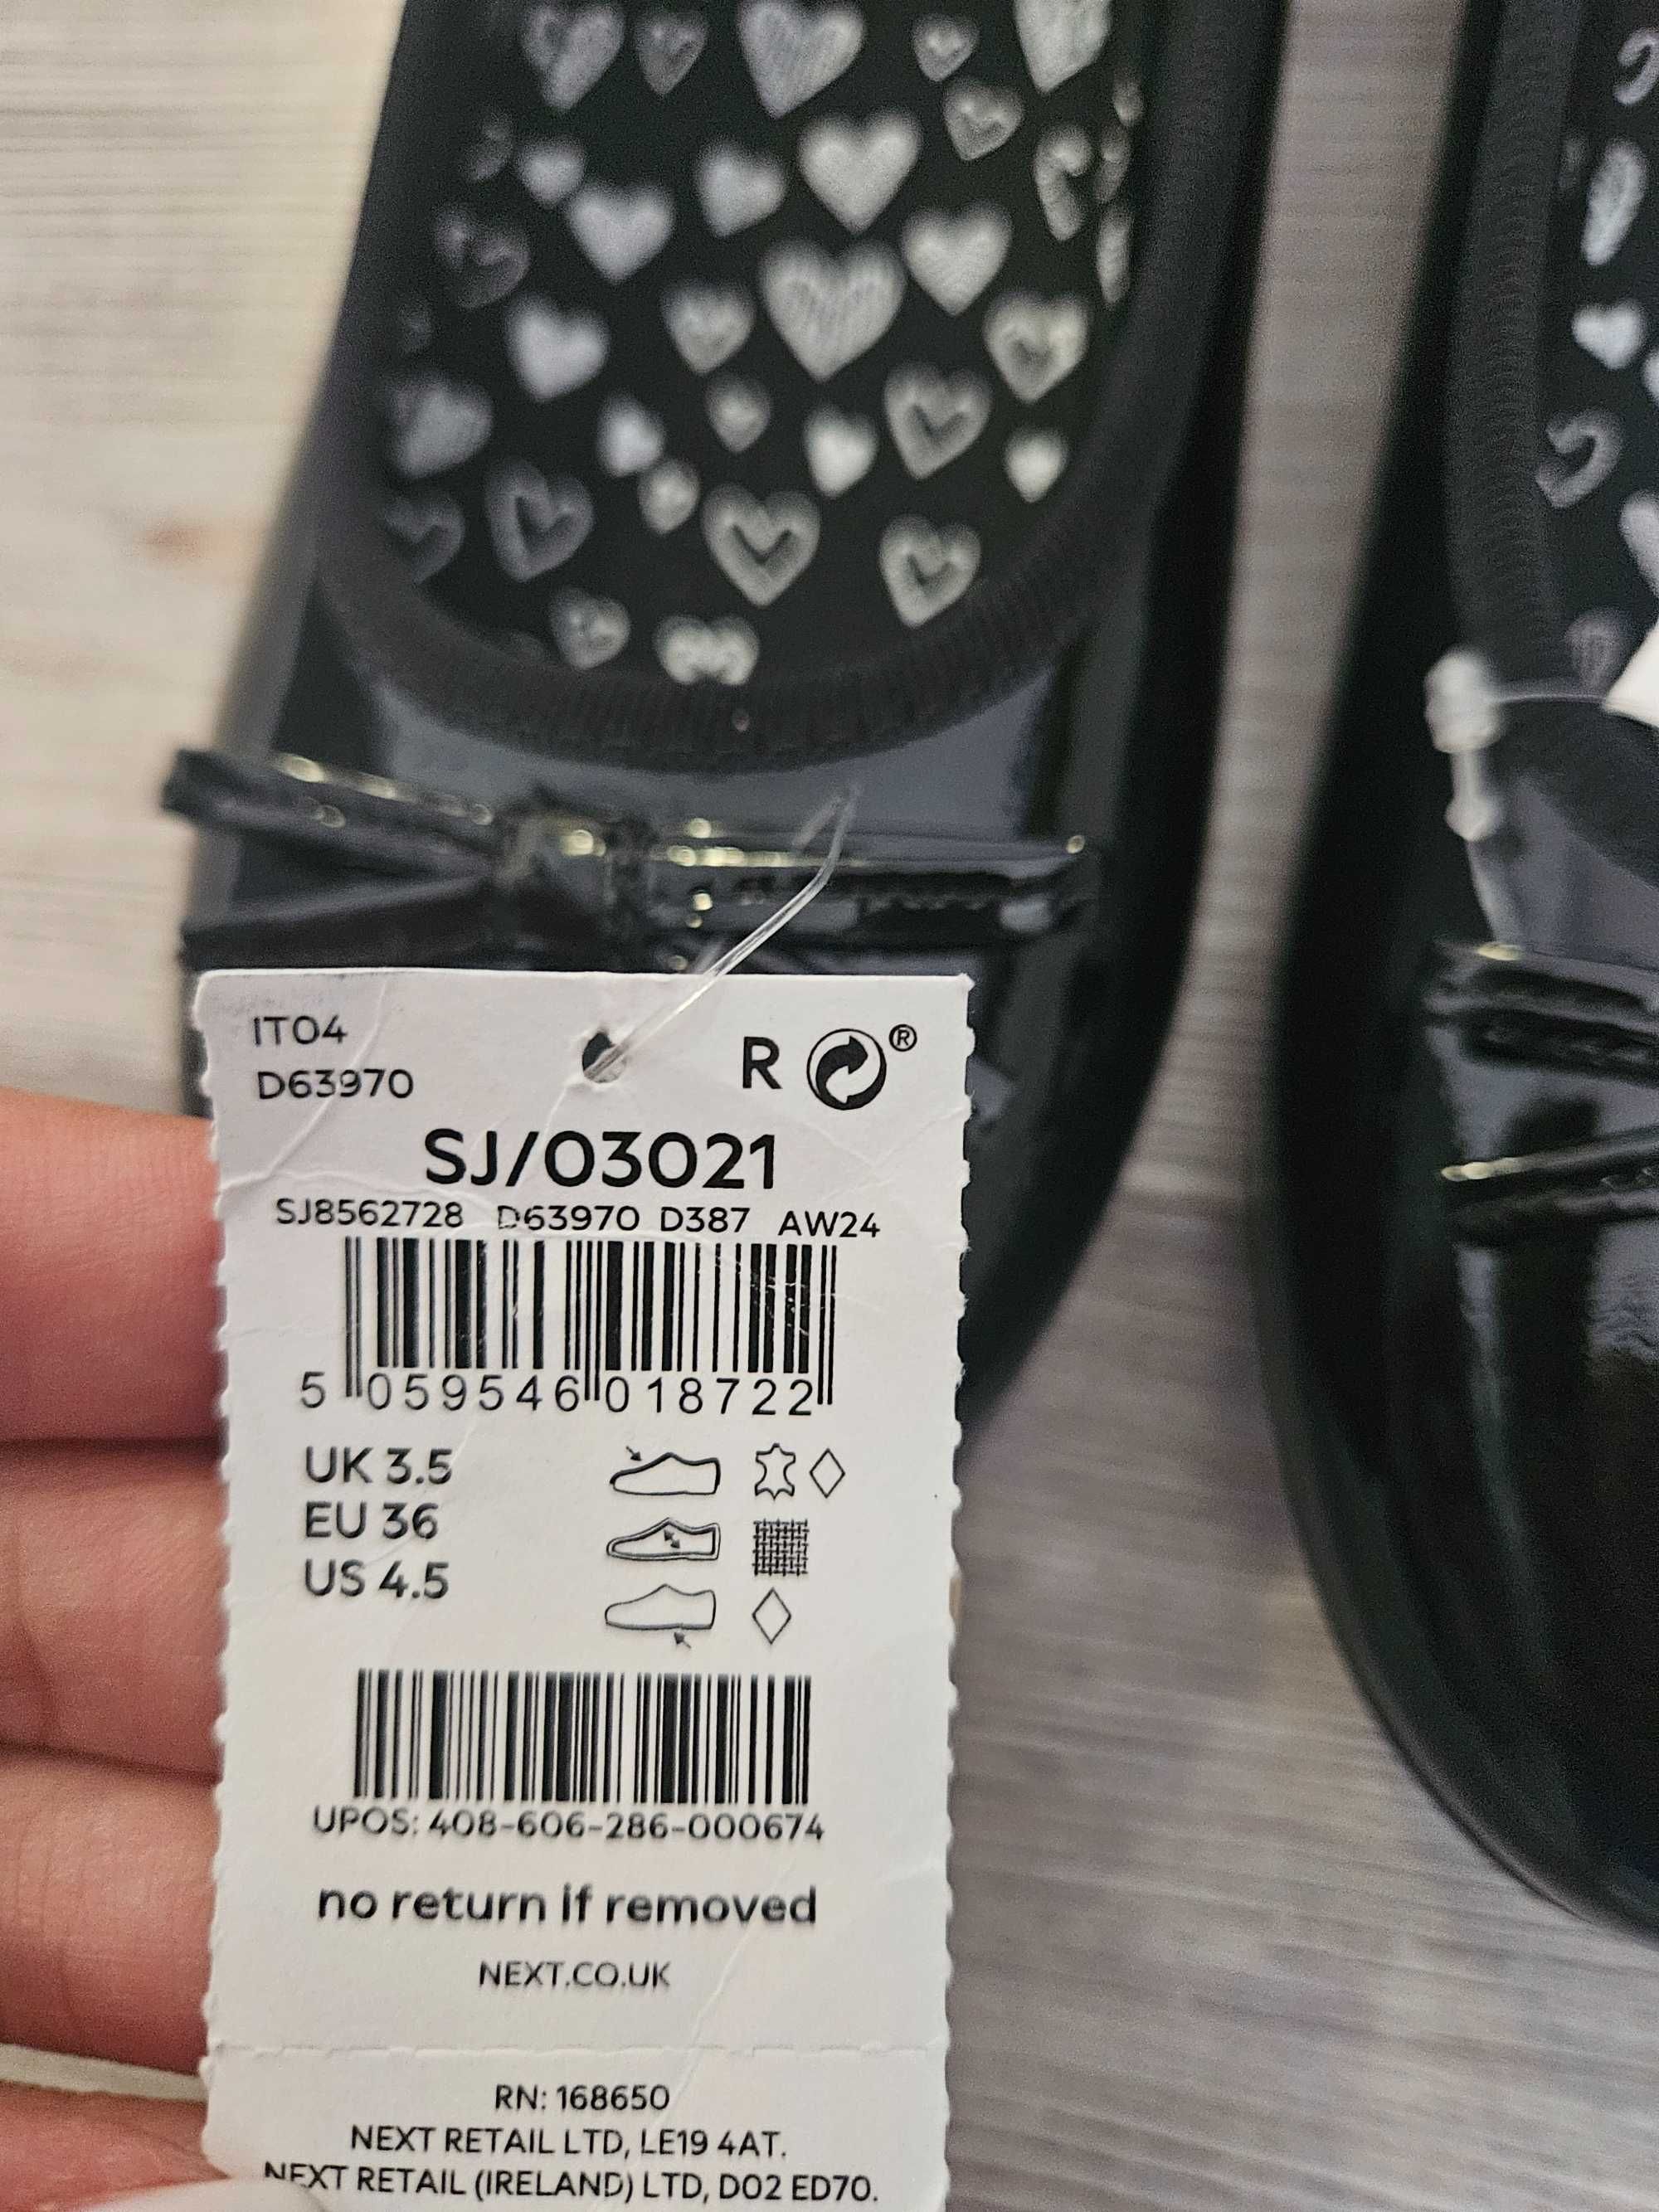 IT04
D63970
R ®
SJ/03021
SJ8562728 D63970 D387 AW24
5 059546 018722
UK 3.5
EU 36
US 4.5
UPOS: 408-606-286-000674
no return if removed
NEXT.CO.UK
RN: 168650
NEXT RETAIL LTD, LE19 4AT.
NEXT RETAIL (IRELAND) LTD, D02 ED70.